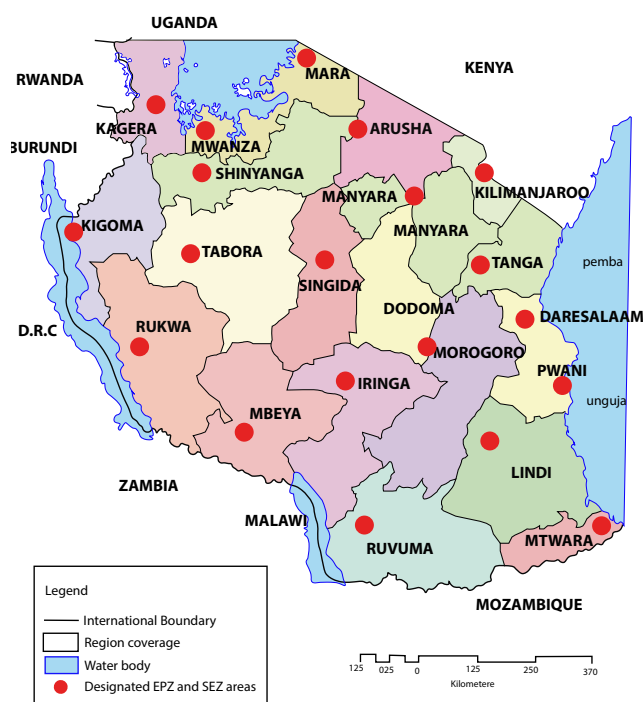 UGANDA
RWANDA
KENYA
MARA
KAGERA
MWANZA
ARUSHA
BURUNDI
SHINYANGA
MANYARA
KILIMANJAROO
KIGOMA
MANYARA
TABORA
SINGIDA
TANGA
pemba
DODOMA
DARESALAAM
D.R.C
RUKWA
MOROGORO
PWANI
IRINGA
unguja
MBEYA
LINDI
ZAMBIA
MALAWI
RUVUMA
MTWARA
MOZAMBIQUE
Legend
International Boundary
Region coverage
Water body
Designated EPZ and SEZ areas
125 025 0 125 250 370
Kilometere